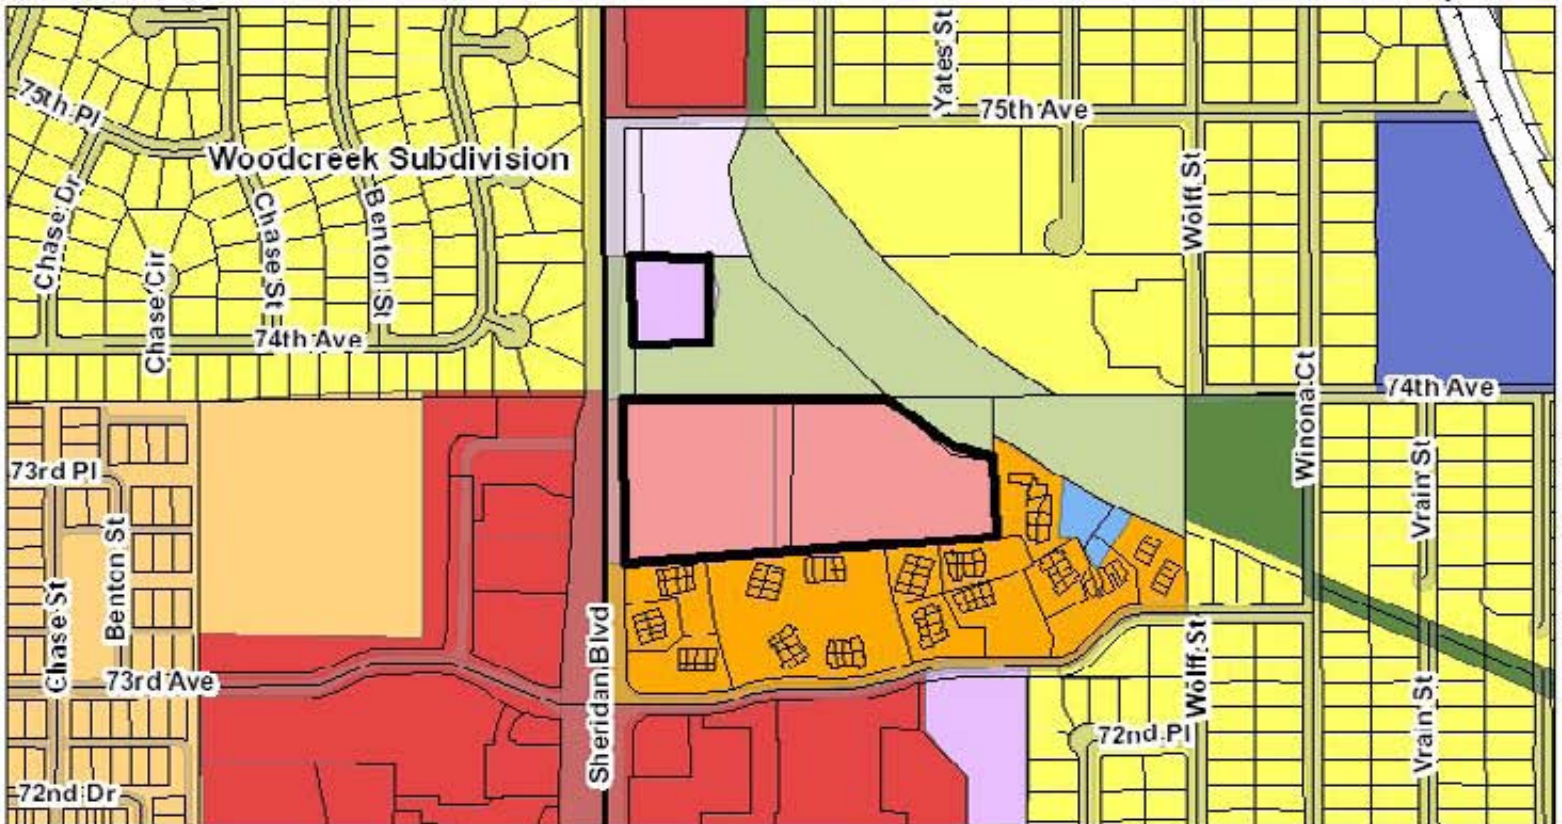 Yates St
75th Ave
75th Pl
Woodcreek Subdivision
Wolff St
Chase Dr
Chase St
Benton St
Chase Cir
74th Ave
74th Ave
Winona Ct
73rd Pl
Vrain St
Benton St
Chase St
Sheridan Blvd
73rd Ave
Wolff St
Vrain St
72nd Pl
72nd Dr